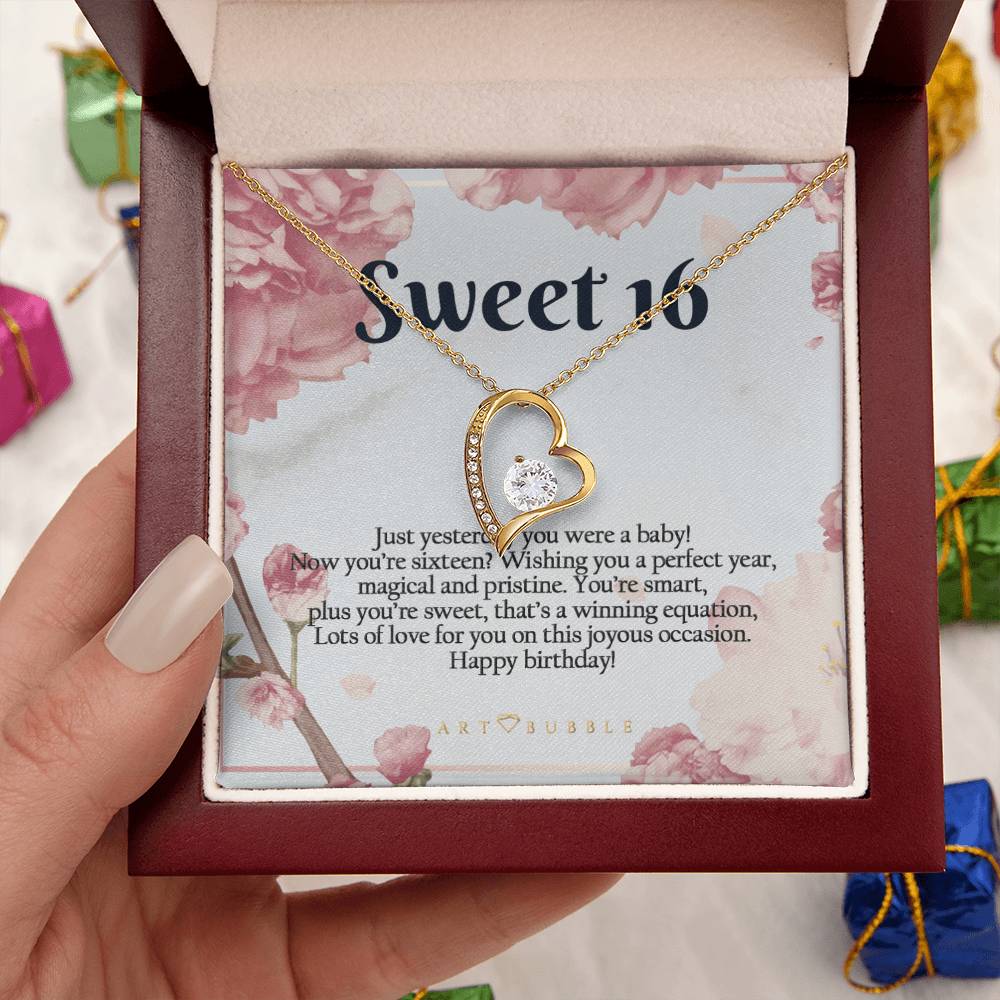 Sweet 16
Just yesterday you were a baby!
Now you're sixteen? Wishing you a perfect year,
magical and pristine. You're smart,
plus you're sweet, that's a winning equation,
Lots of love for you on this joyous occasion.
Happy birthday!
ART BUBBLE